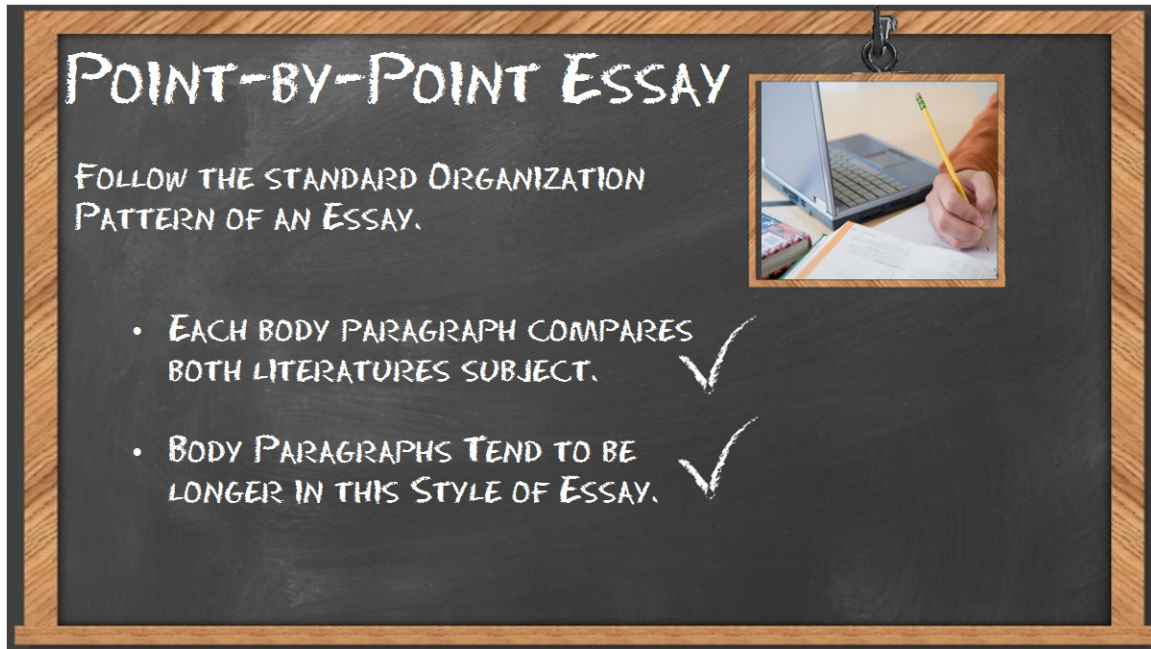 Point-by-Point Essay
Follow the standard Organization
Pattern of an Essay.
• Each body paragraph compares
both literatures subject.
• Body Paragraphs Tend to be
longer in this Style of Essay.